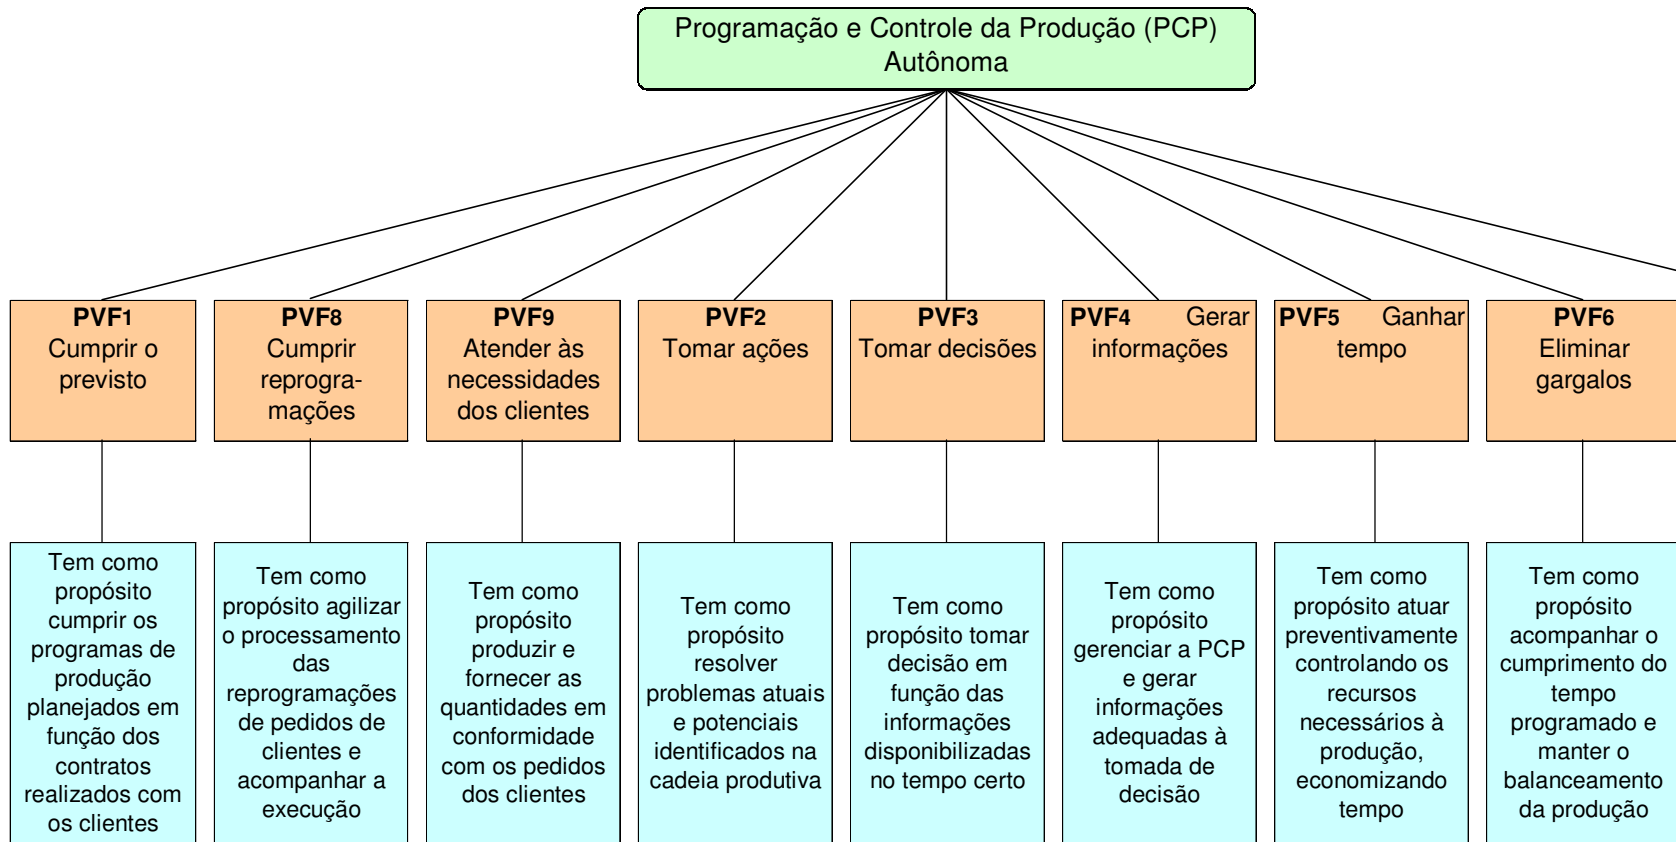 Programação e Controle da Produção (PCP)
Autônoma
PVF1
Cumprir o
previsto
PVF8
Cumprir
reprogra-
mações
PVF9
Atender às
necessidades
dos clientes
PVF2
Tomar ações
PVF3
Tomar decisões
PVF4 Gerar
informações
PVF5 Ganhar
tempo
PVF6
Eliminar
gargalos
Tem como
propósito
cumprir os
programas de
produção
planejados em
função dos
contratos
realizados com
os clientes
Tem como
propósito agilizar
o processamento
das
reprogramações
de pedidos de
clientes e
acompanhar a
execução
Tem como
propósito
produzir e
fornecer as
quantidades em
conformidade
com os pedidos
dos clientes
Tem como
propósito
resolver
problemas atuais
e potenciais
identificados na
cadeia produtiva
Tem como
propósito tomar
decisão em
função das
informações
disponibilizadas
no tempo certo
Tem como
propósito
gerenciar a PCP
e gerar
informações
adequadas à
tomada de
decisão
Tem como
propósito atuar
preventivamente
controlando os
recursos
necessários à
produção,
economizando
tempo
Tem como
propósito
acompanhar o
cumprimento do
tempo
programado e
manter o
balanceamento
da produção